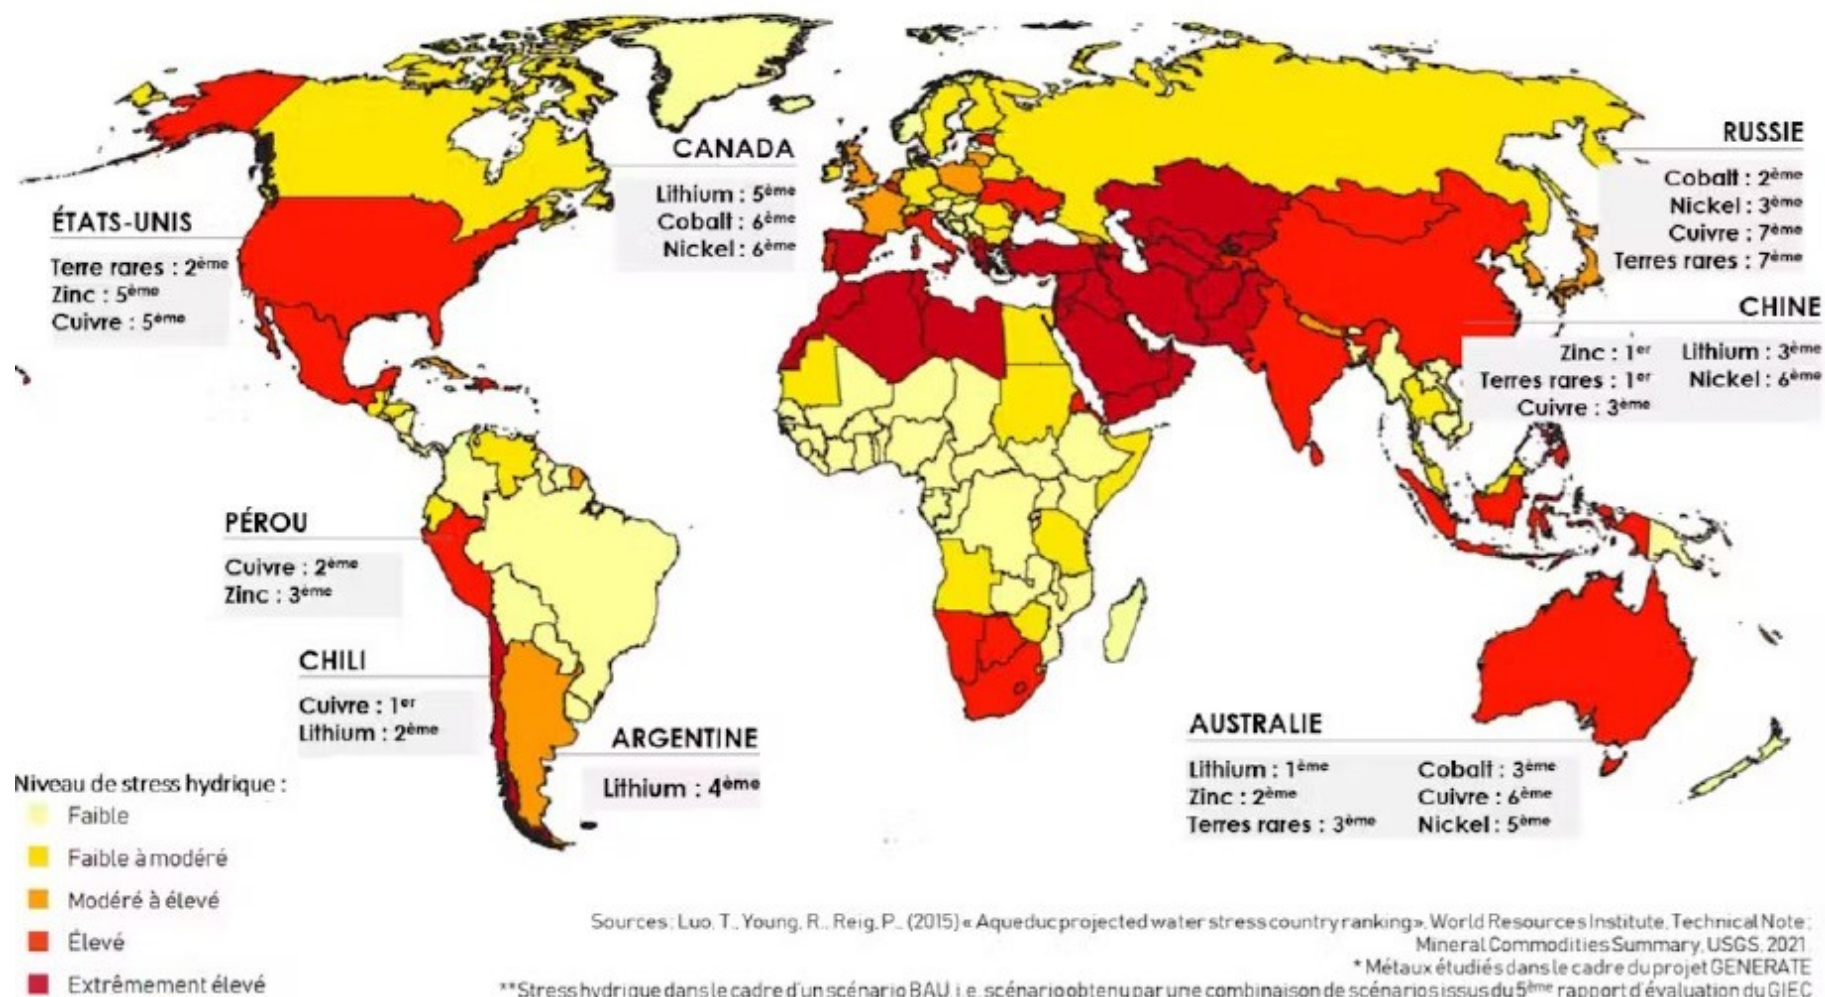 CANADA
Lithium : 5ème
Cobalt : 6ème
Nickel : 6ème
RUSSIE
Cobalt : 2ème
Nickel : 3ème
Cuivre : 7ème
Terres rares : 7ème
ÉTATS-UNIS
Terre rares : 2ème
Zinc : 5ème
Cuivre : 5ème
CHINE
Zinc : 1er Lithium : 3ème
Terres rares : 1er Nickel : 6ème
Cuivre : 3ème
PÉROU
Cuivre : 2ème
Zinc : 3ème
CHILI
Cuivre : 1er
Lithium : 2ème
ARGENTINE
Lithium : 4ème
AUSTRALIE
Lithium : 1ème Cobalt : 3ème
Zinc : 2ème Cuivre : 6ème
Terres rares : 3ème Nickel : 5ème
Niveau de stress hydrique :
Faible
Faible à modéré
Modéré à élevé
Élevé
Extrêmement élevé
Sources : Luo, T., Young, R., Reig, P., (2015) « Aqueduc projected water stress country ranking », World Resources Institute, Technical Note ;
Mineral Commodities Summary, USGS, 2021.
* Métaux étudiés dans le cadre du projet GENERATE
**Stress hydrique dans le cadre d'un scénario BAU, i.e. scénario obtenu par une combinaison de scénarios issus du 5ème rapport d'évaluation du GIEC